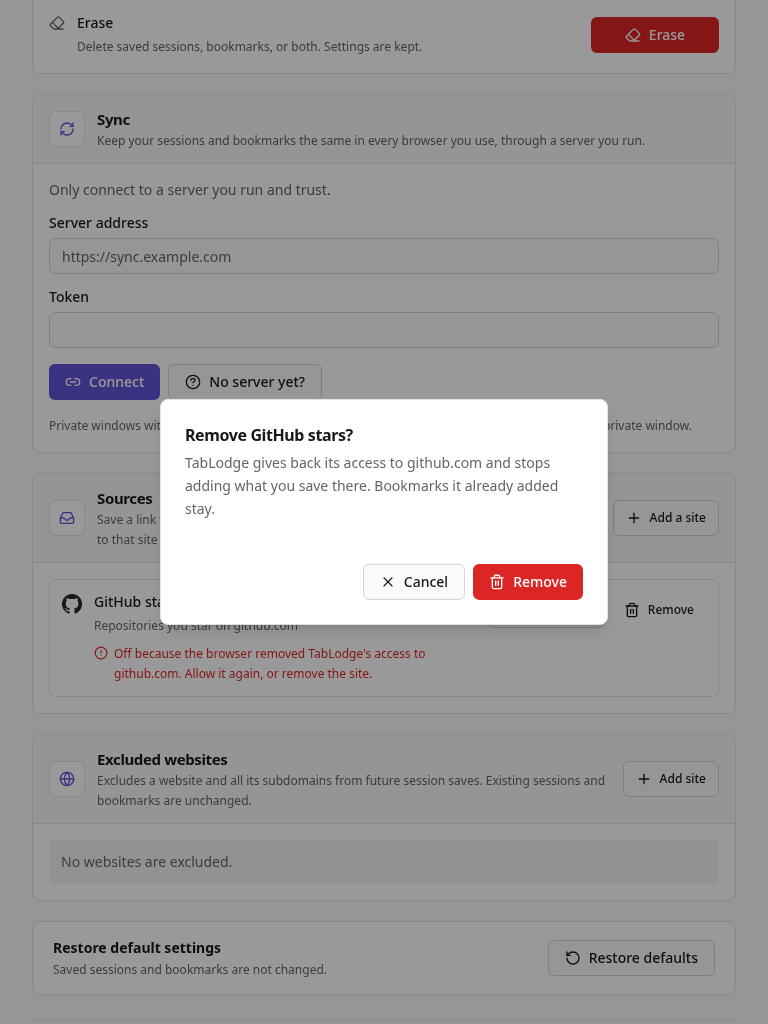 Erase
Delete saved sessions, bookmarks, or both. Settings are kept.
Erase
Sync
Keep your sessions and bookmarks the same in every browser you use, through a server you run.
Only connect to a server you run and trust.
Server address
https://sync.example.com
Token
Connect
No server yet?
Private windows
private window.
Remove GitHub stars?
TabLodge gives back its access to github.com and stops
adding what you save there. Bookmarks it already added
stay.
Cancel
Remove
Sources
Save a link
to that site
Add a site
GitHub
Repositories you star on github.com
Remove
Off because the browser removed TabLodge's access to
github.com. Allow it again, or remove the site.
Excluded websites
Excludes a website and all its subdomains from future session saves. Existing sessions and
bookmarks are unchanged.
Add site
No websites are excluded.
Restore default settings
Saved sessions and bookmarks are not changed.
Restore defaults